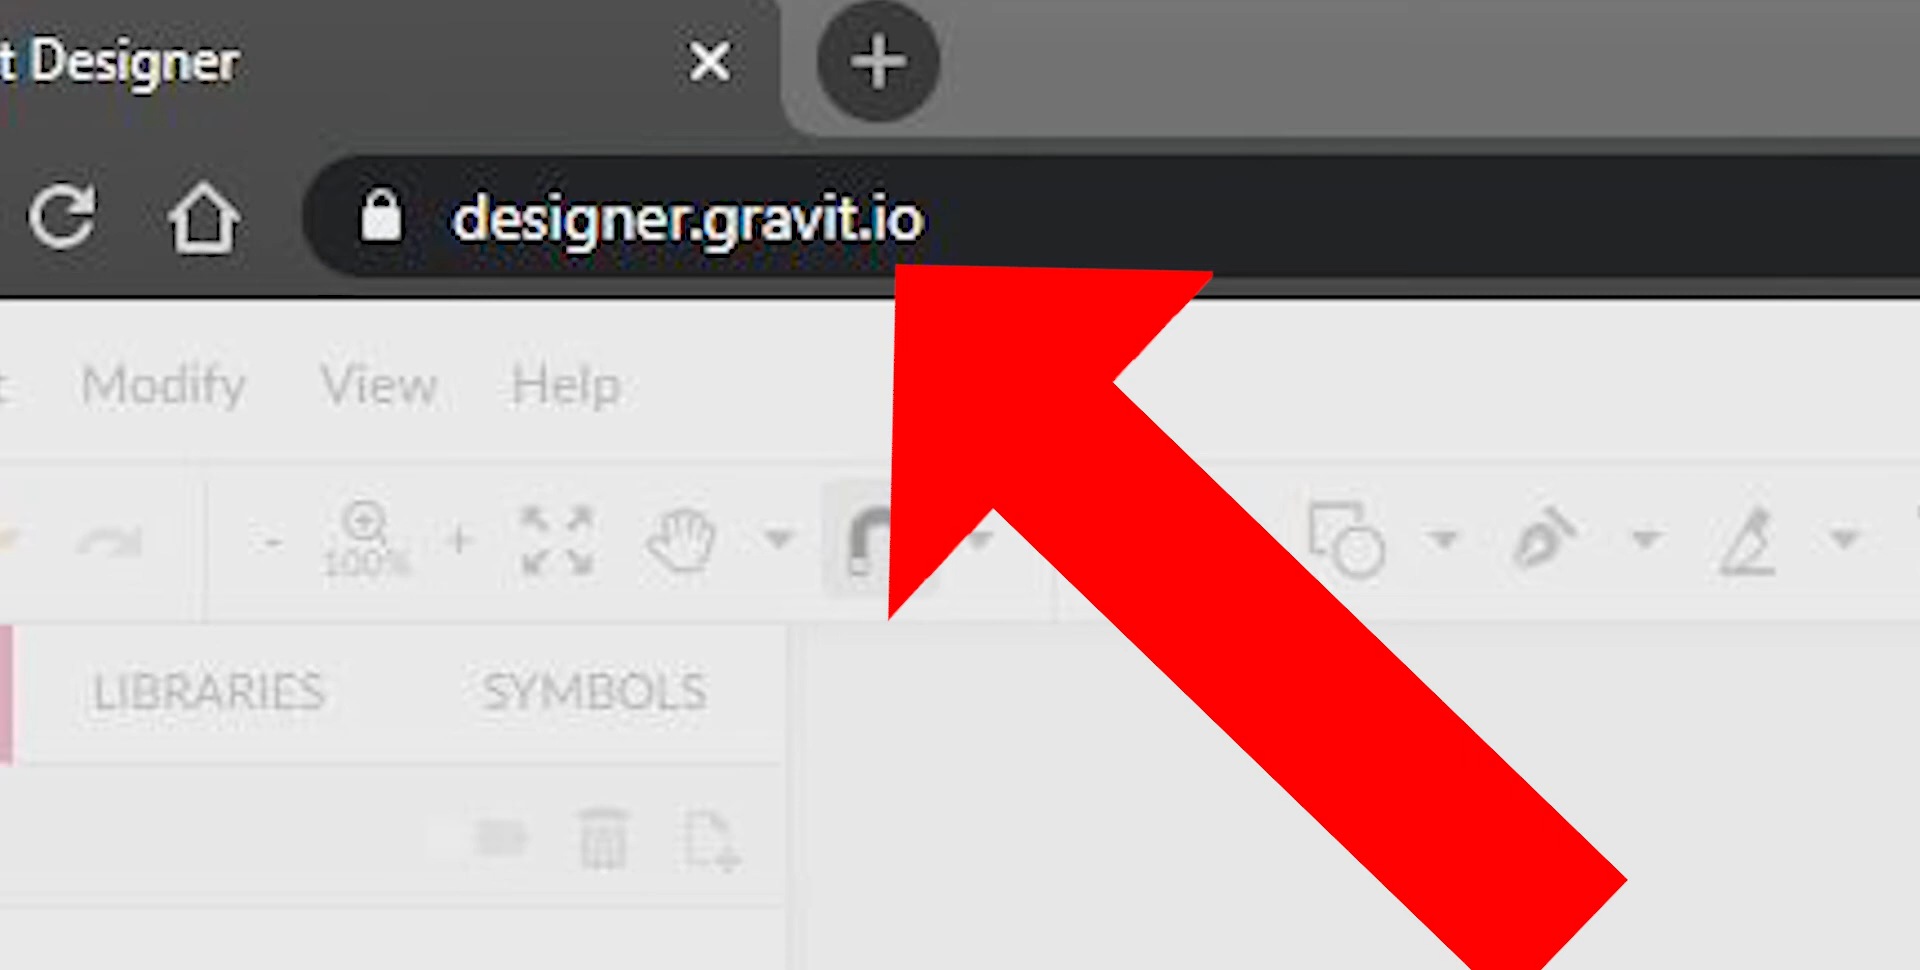 t Designer
designer.gravit.io
Modify View Help
- 100% +
LIBRARIES SYMBOLS